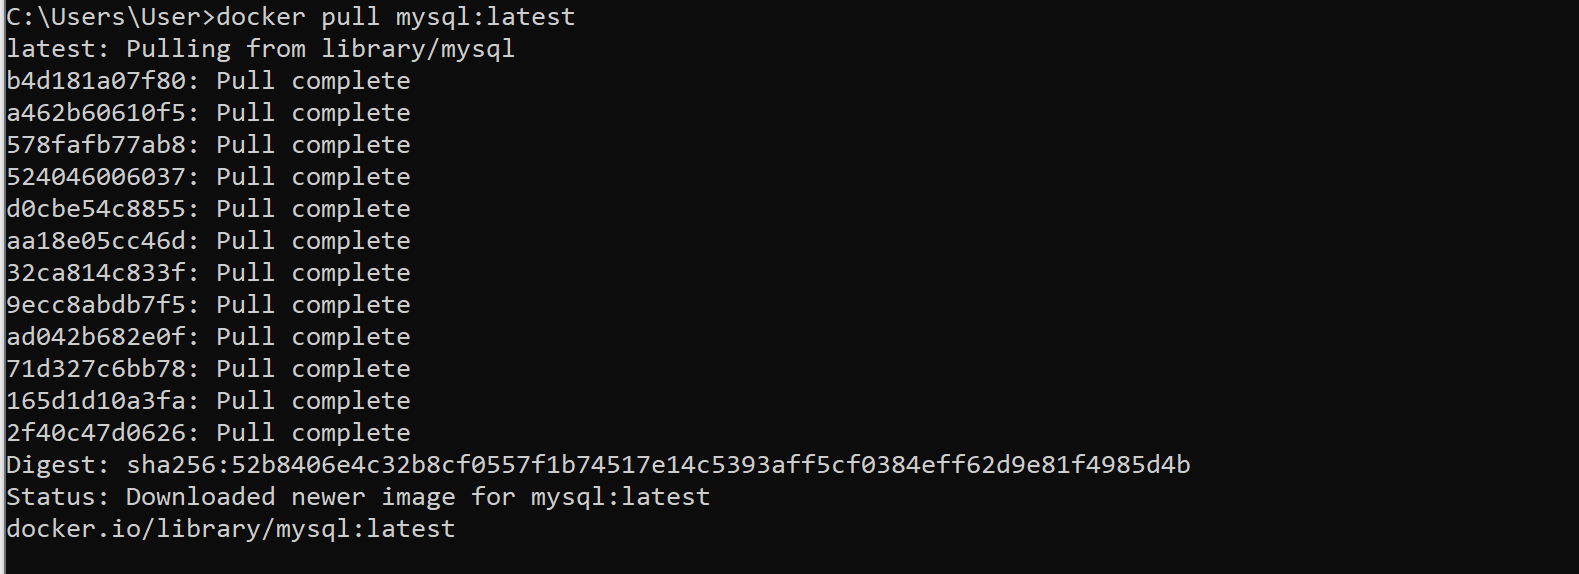 C:\Users\User>docker pull mysql:latest
latest: Pulling from library/mysql
b4d181a07f80: Pull complete
a462b60610f5: Pull complete
578fafb77ab8: Pull complete
524046006037: Pull complete
d0cbe54c8855: Pull complete
aa18e05cc46d: Pull complete
32ca814c833f: Pull complete
9ecc8abdb7f5: Pull complete
ad042b682e0f: Pull complete
71d327c6bb78: Pull complete
165d1d10a3fa: Pull complete
2f40c47d0626: Pull complete
Digest: sha256:52b8406e4c32b8cf0557f1b74517e14c5393aff5cf0384eff62d9e81f4985d4b
Status: Downloaded newer image for mysql:latest
docker.io/library/mysql:latest